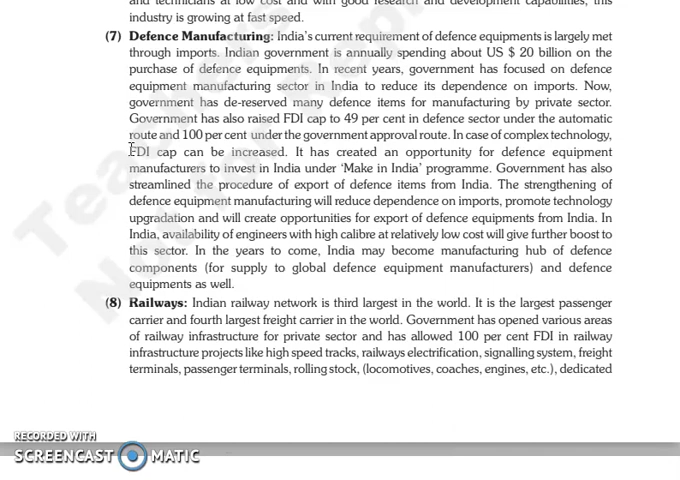 and technicians at low cost and with good research and development capabilities, this
industry is growing at fast speed.
(7) Defence Manufacturing: India's current requirement of defence equipments is largely met
through imports. Indian government is annually spending about US $ 20 billion on the
purchase of defence equipments. In recent years, government has focused on defence
equipment manufacturing sector in India to reduce its dependence on imports. Now,
government has de-reserved many defence items for manufacturing by private sector.
Government has also raised FDI cap to 49 per cent in defence sector under the automatic
route and 100 per cent under the government approval route. In case of complex technology,
FDI cap can be increased. It has created an opportunity for defence equipment
manufacturers to invest in India under 'Make in India' programme. Government has also
streamlined the procedure of export of defence items from India. The strengthening of
defence equipment manufacturing will reduce dependence on imports, promote technology
upgradation and will create opportunities for export of defence equipments from India. In
India, availability of engineers with high calibre at relatively low cost will give further boost to
this sector. In the years to come, India may become manufacturing hub of defence
components (for supply to global defence equipment manufacturers) and defence
equipments as well.
(8) Railways: Indian railway network is third largest in the world. It is the largest passenger
carrier and fourth largest freight carrier in the world. Government has opened various areas
of railway infrastructure for private sector and has allowed 100 per cent FDI in railway
infrastructure projects like high speed tracks, railways electrification, signalling system, freight
terminals, passenger terminals, rolling stock, (locomotives, coaches, engines, etc.), dedicated
RECORDED WITH
SCREENCAST MATIC